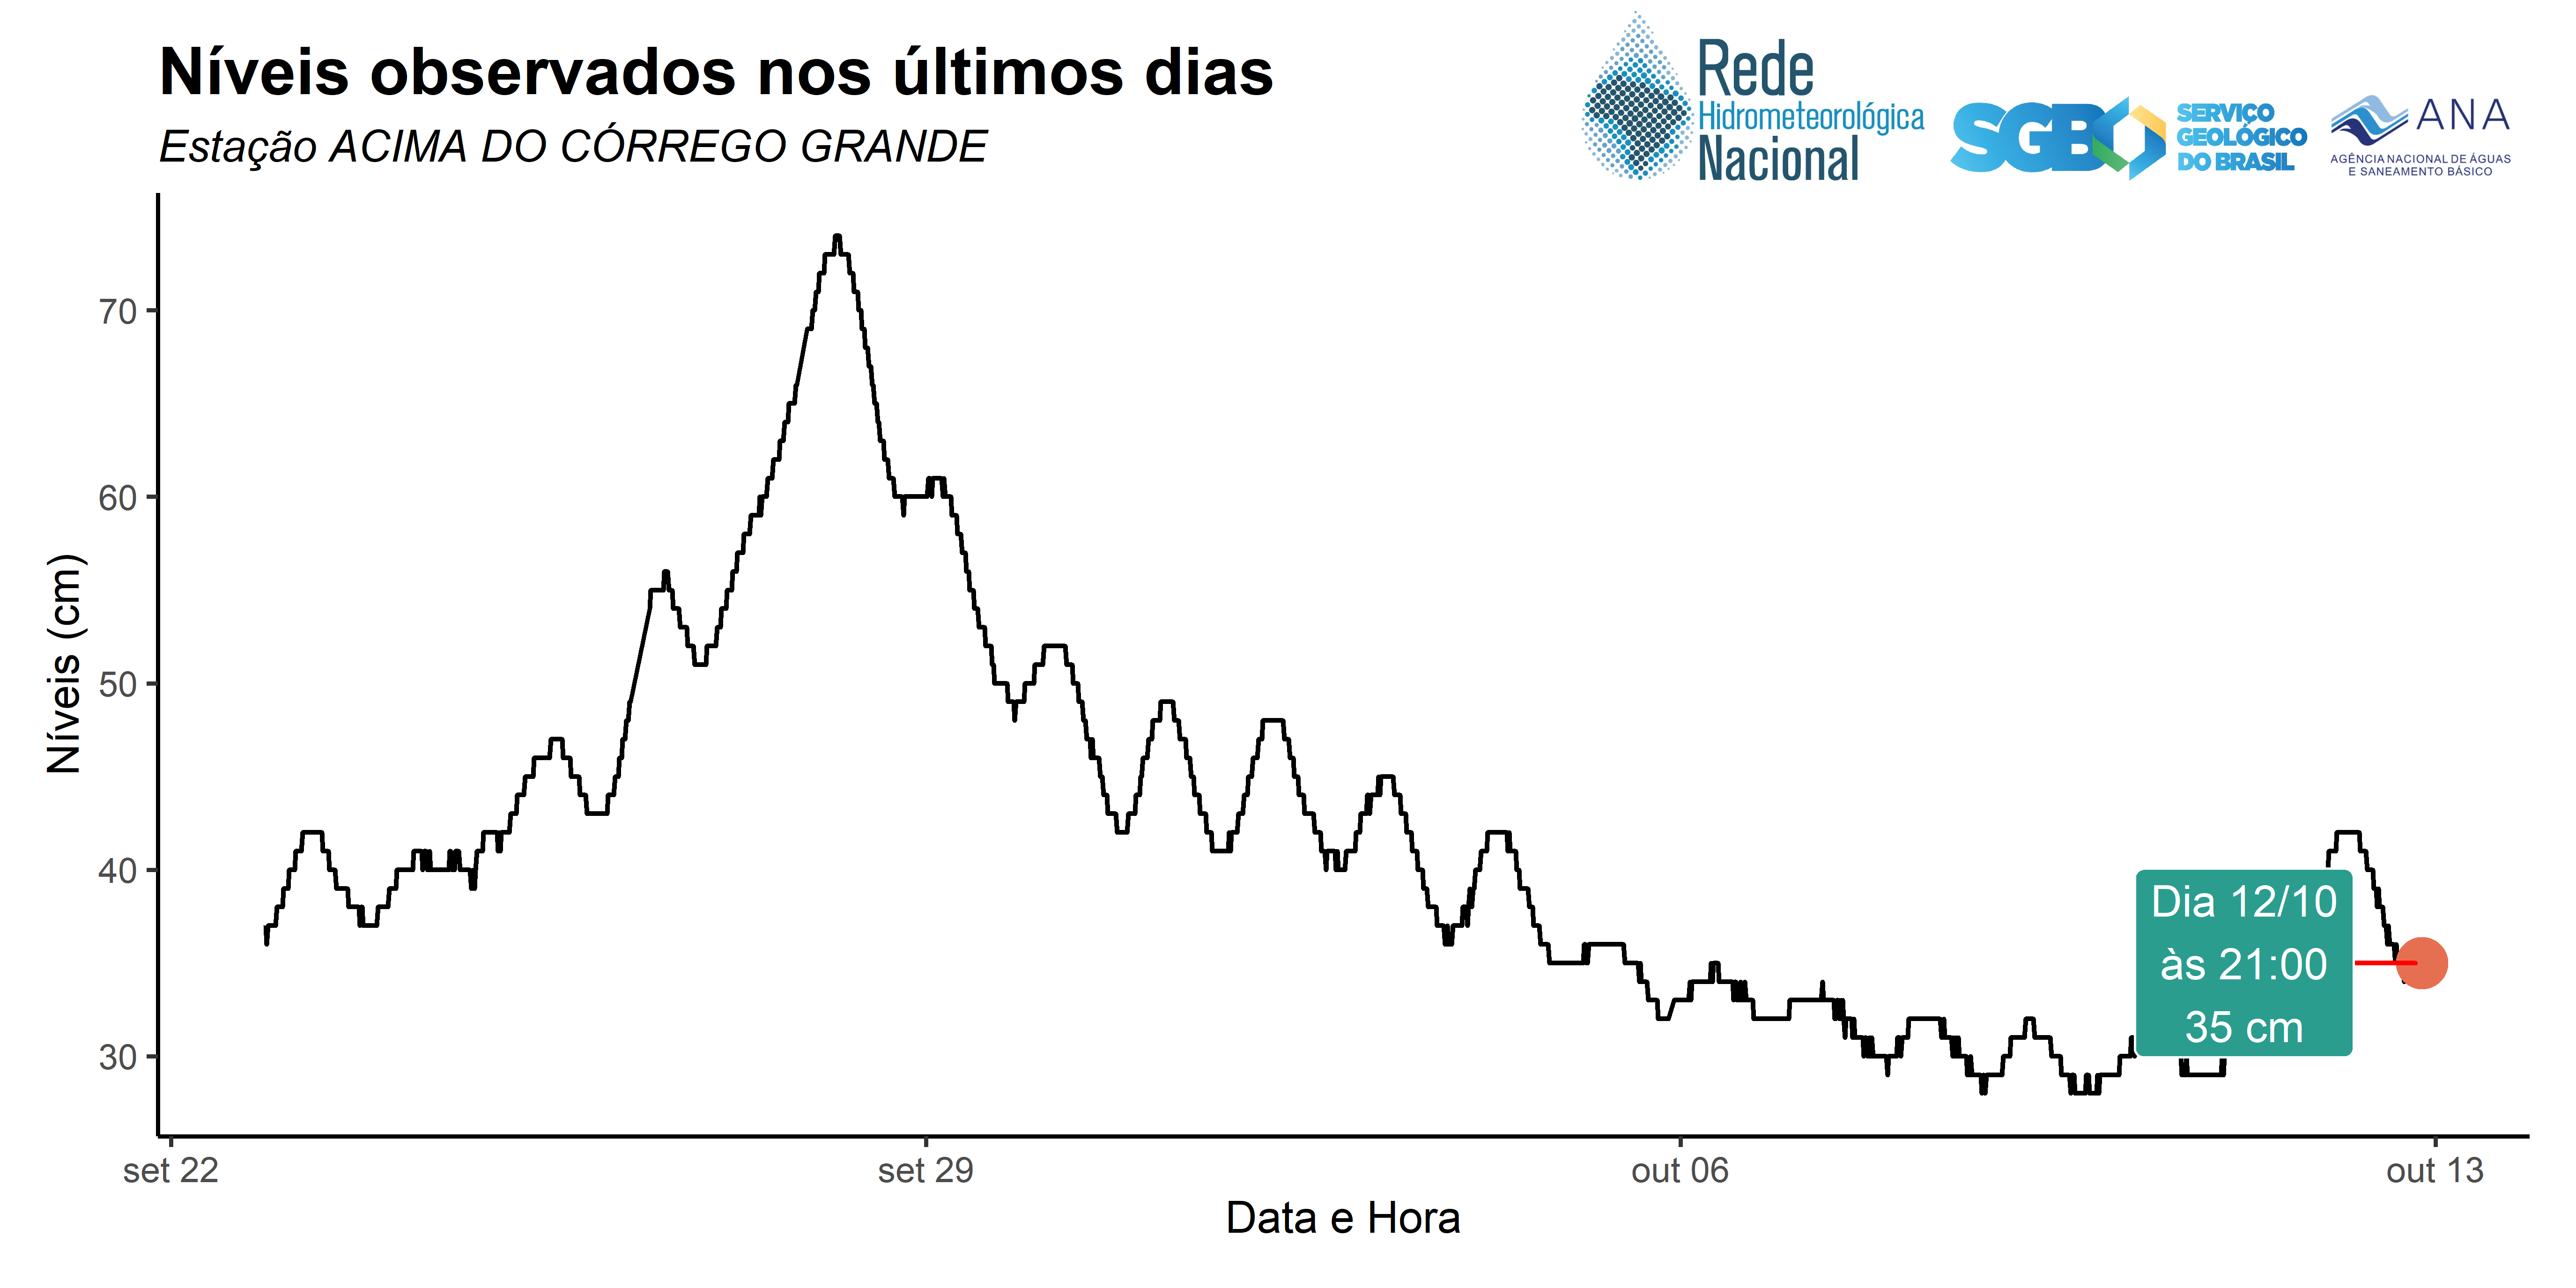 Níveis observados nos últimos dias
Estação ACIMA DO CÓRREGO GRANDE
Rede
Hidrometeorológica
Nacional
SGB
SERVIÇO
GEOLÓGICO
DO BRASIL
ANA
AGÊNCIA NACIONAL DE ÁGUAS
E SANEAMENTO BÁSICO
Níveis (cm)
70
60
50
40
30
Dia 12/10
às 21:00
35 cm
set 22
set 29
out 06
out 13
Data e Hora